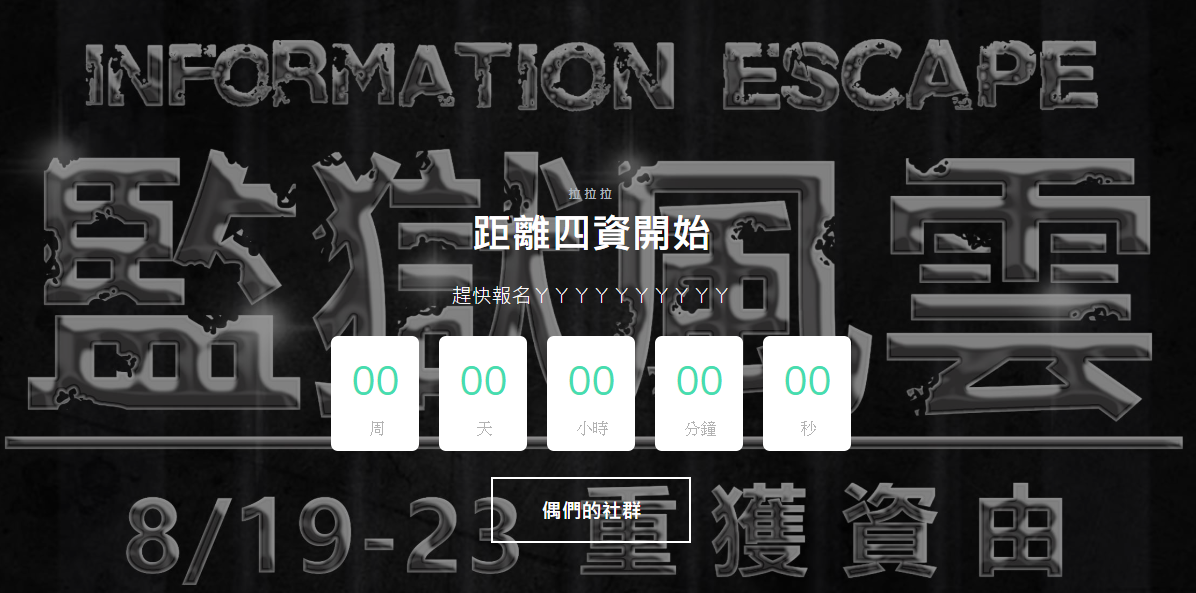 INFORMATION ESCAPE
監獄風雲
拉拉拉
距離四資開始
趕快報名ㄚㄚㄚㄚㄚㄚㄚㄚㄚㄚ
00 00 00 00 00
周 天 小時 分鐘 秒
偶們的社群
8/19-23 重獲資由